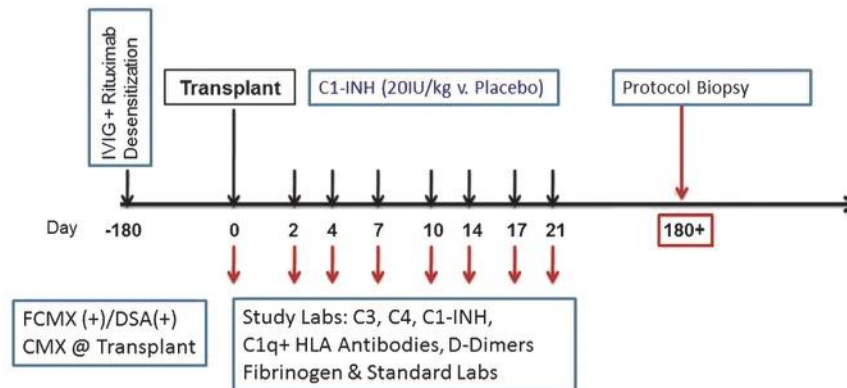 IVIG + Rituximab
Desensitization
Transplant
C1-INH (20IU/kg v. Placebo)
Protocol Biopsy
Day -180 0 2 4 7 10 14 17 21 180+
FCMX (+)/DSA(+)
CMX @ Transplant
Study Labs: C3, C4, C1-INH,
C1q+ HLA Antibodies, D-Dimers
Fibrinogen & Standard Labs